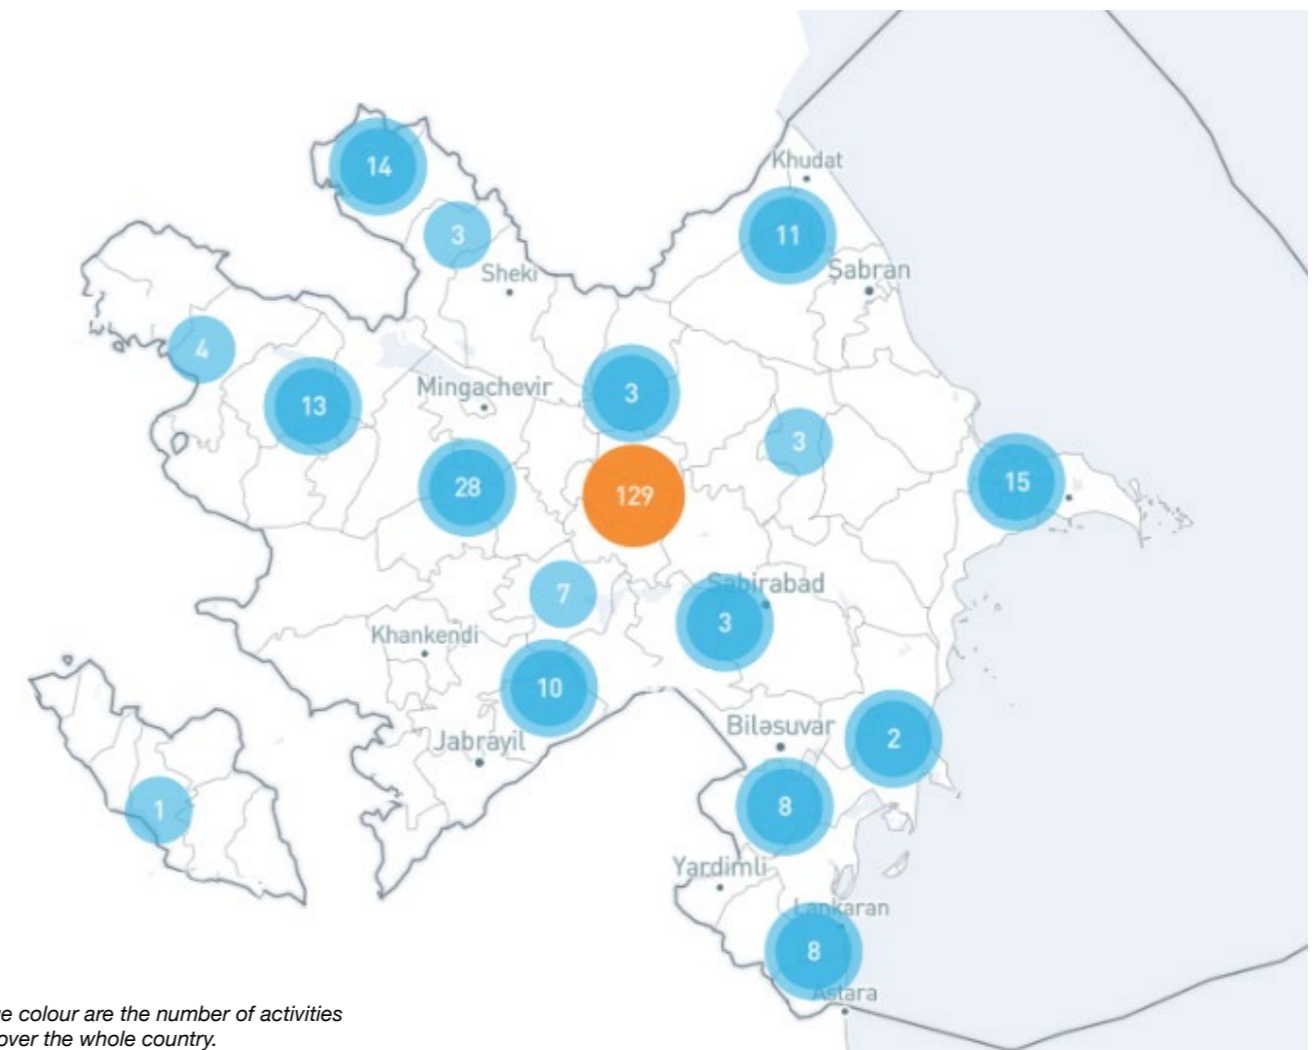 Khudat
14
3
11
Sheki
Şabran
4
Mingachevir
3
13
3
28
129
15
7
Sabirabad
3
Khankendi
10
Biləsuvar
2
Jabrayil
1
8
Yardimli
Lankaran
8
Astara
colour are the number of activities
over the whole country.